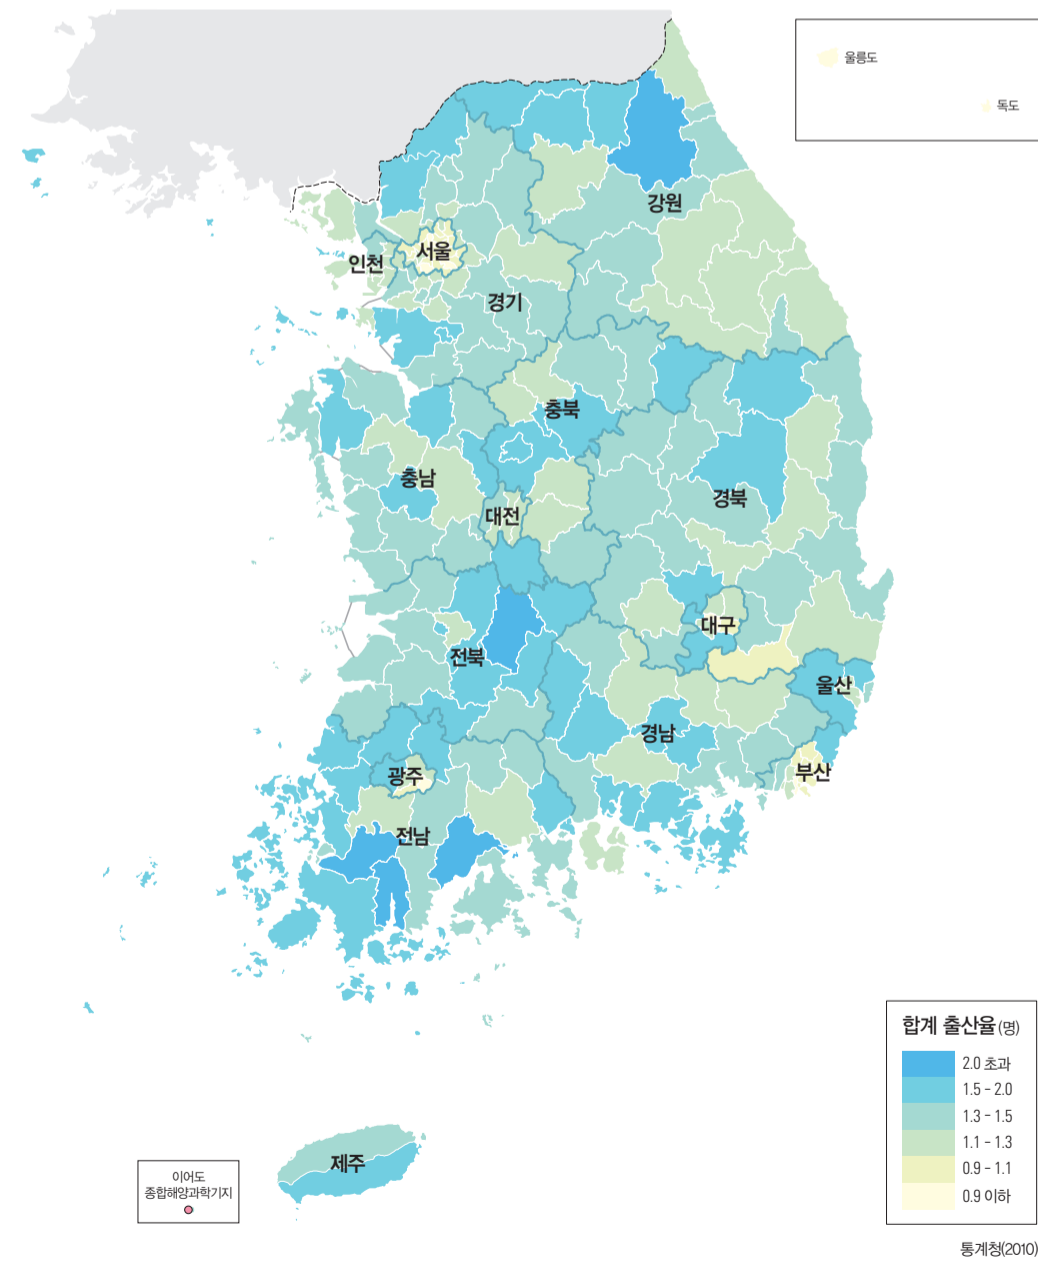 울릉도
독도
강원
서울
인천
경기
충북
충남
경북
대전
대구
전북
울산
경남
부산
광주
전남
제주
이어도
종합해양과학기지
합계 출산율 (명)
2.0 초과
1.5 - 2.0
1.3 - 1.5
1.1 - 1.3
0.9 - 1.1
0.9 이하
통계청(2010)